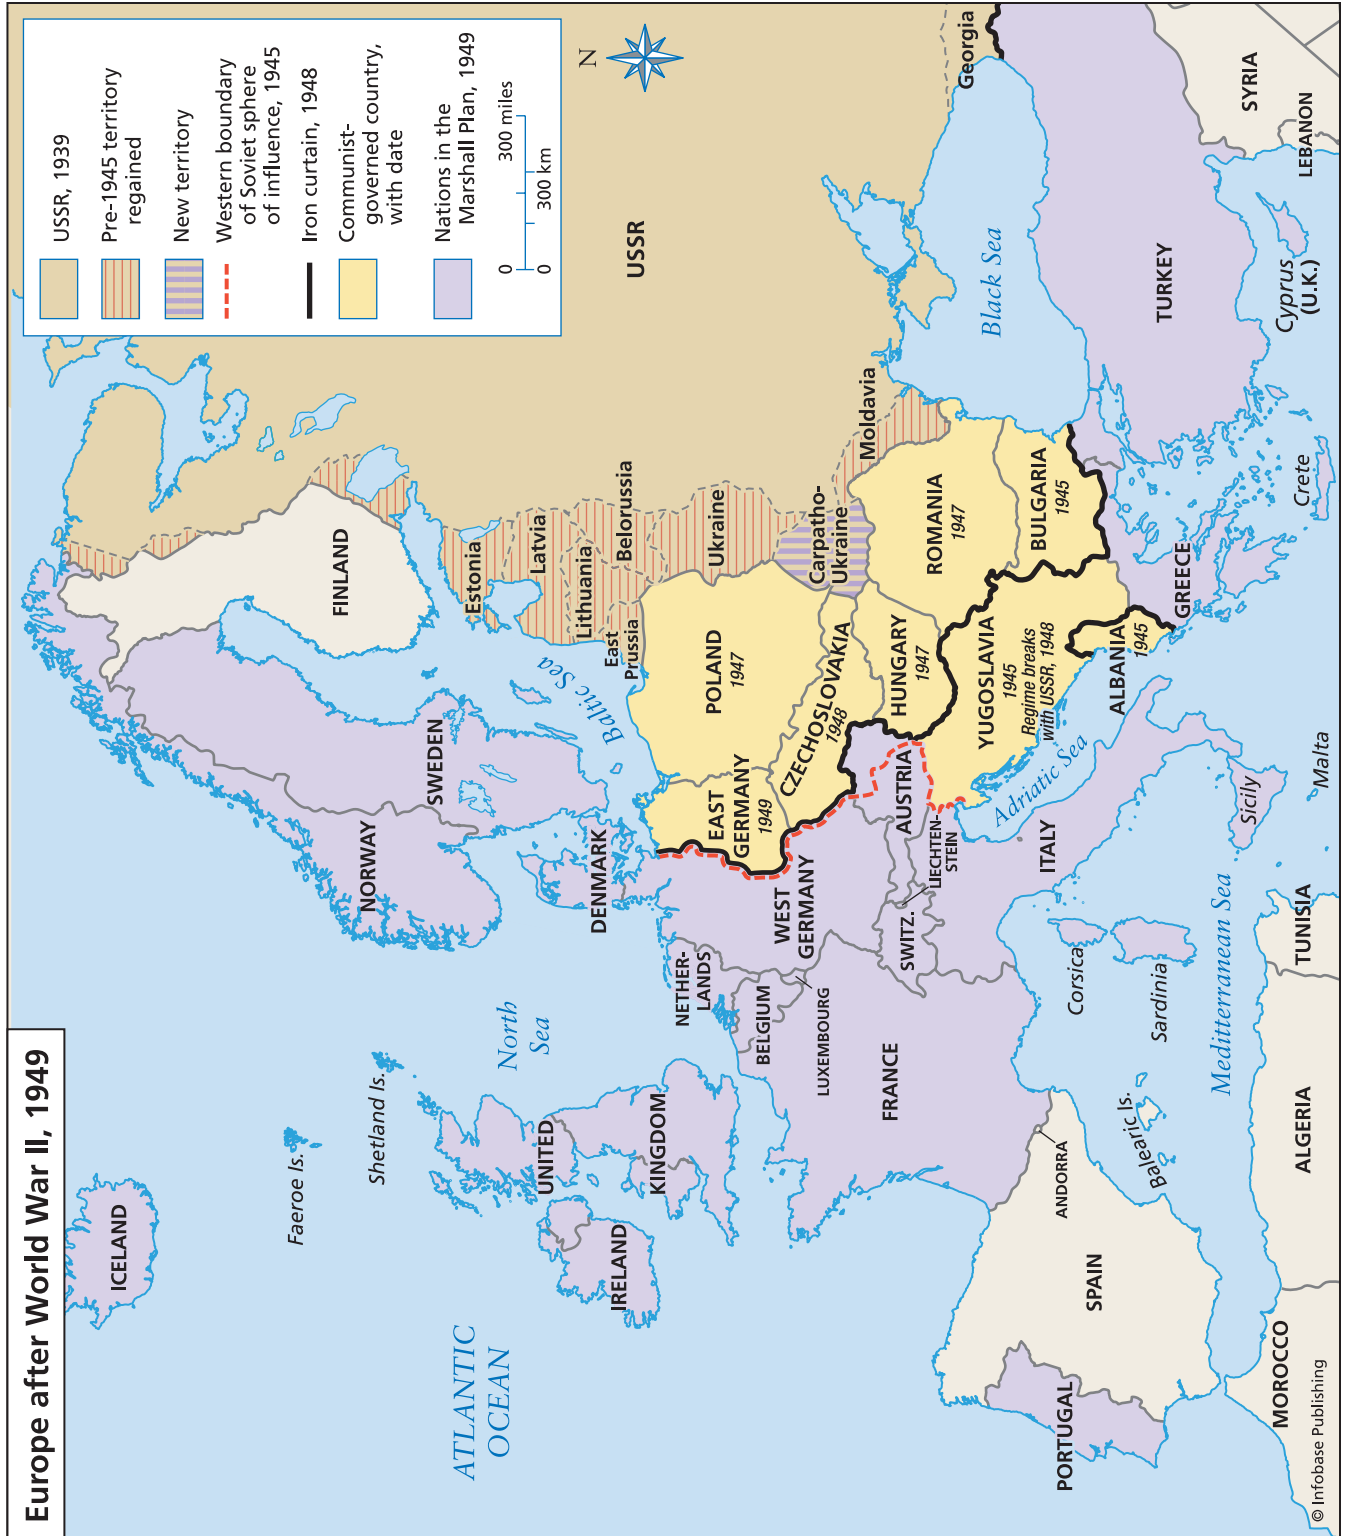 Europe after World War II, 1949
USSR, 1939
Pre-1945 territory
regained
New territory
Western boundary
of Soviet sphere
of influence, 1945
Iron curtain, 1948
Communist-
governed country,
with date
Nations in the
Marshall Plan, 1949
0
300 miles
0
300 km
N
ICELAND
Faeroe Is.
Shetland Is.
ATLANTIC
OCEAN
North
Sea
NORWAY
SWEDEN
FINLAND
USSR
Baltic Sea
Estonia
Latvia
Lithuania
East
Prussia
Belorussia
Ukraine
Carpatho-
Ukraine
Moldavia
Georgia
DENMARK
UNITED
KINGDOM
IRELAND
NETHER-
LANDS
BELGIUM
LUXEMBOURG
WEST
GERMANY
EAST
GERMANY
1949
POLAND
1947
CZECHOSLOVAKIA
1948
HUNGARY
1947
ROMANIA
1947
BULGARIA
1945
YUGOSLAVIA
1945
Regime breaks
with USSR, 1948
ALBANIA
1945
AUSTRIA
LIECHTEN-
STEIN
SWITZ.
FRANCE
ITALY
Adriatic Sea
Black Sea
TURKEY
GREECE
Crete
Cyprus
(U.K.)
SYRIA
LEBANON
Corsica
Sardinia
Sicily
Malta
Mediterranean Sea
Balearic Is.
ANDORRA
SPAIN
PORTUGAL
MOROCCO
ALGERIA
TUNISIA
© Infobase Publishing